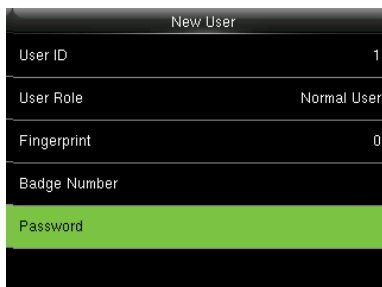 New User
User ID 1
User Role Normal User
Fingerprint 0
Badge Number
Password